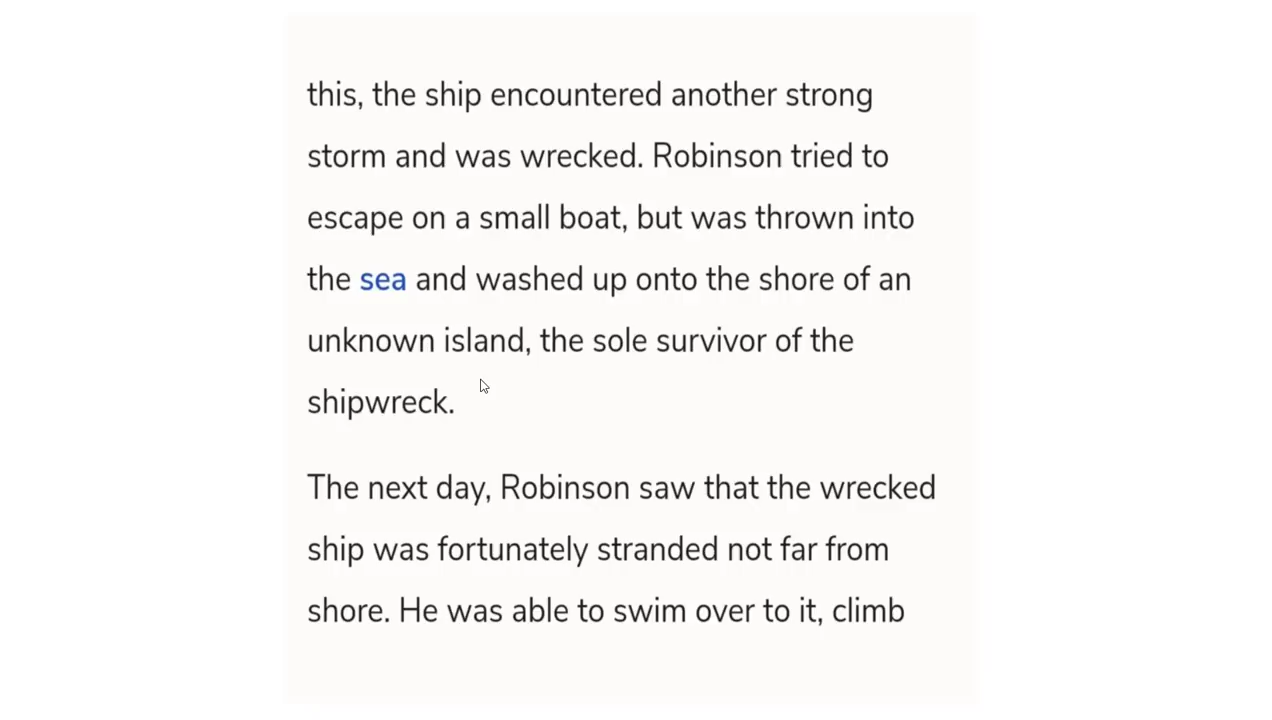 this, the ship encountered another strong
storm and was wrecked. Robinson tried to
escape on a small boat, but was thrown into
the sea and washed up onto the shore of an
unknown island, the sole survivor of the
shipwreck.
The next day, Robinson saw that the wrecked
ship was fortunately stranded not far from
shore. He was able to swim over to it, climb